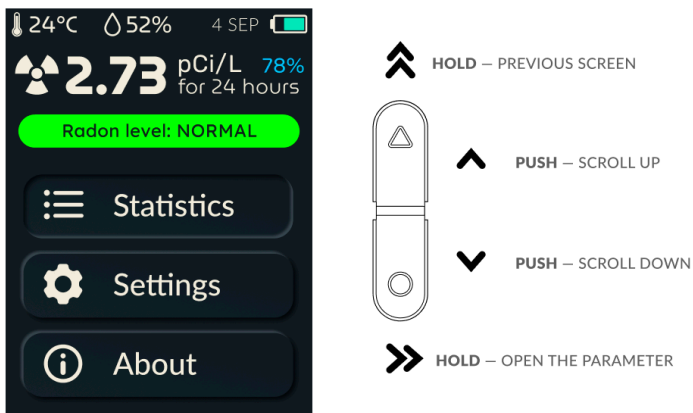 24°C 52% 4 SEP
2.73 pCi/L 78%
for 24 hours
Radon level: NORMAL
Statistics
Settings
About
HOLD – PREVIOUS SCREEN
PUSH – SCROLL UP
PUSH – SCROLL DOWN
HOLD – OPEN THE PARAMETER